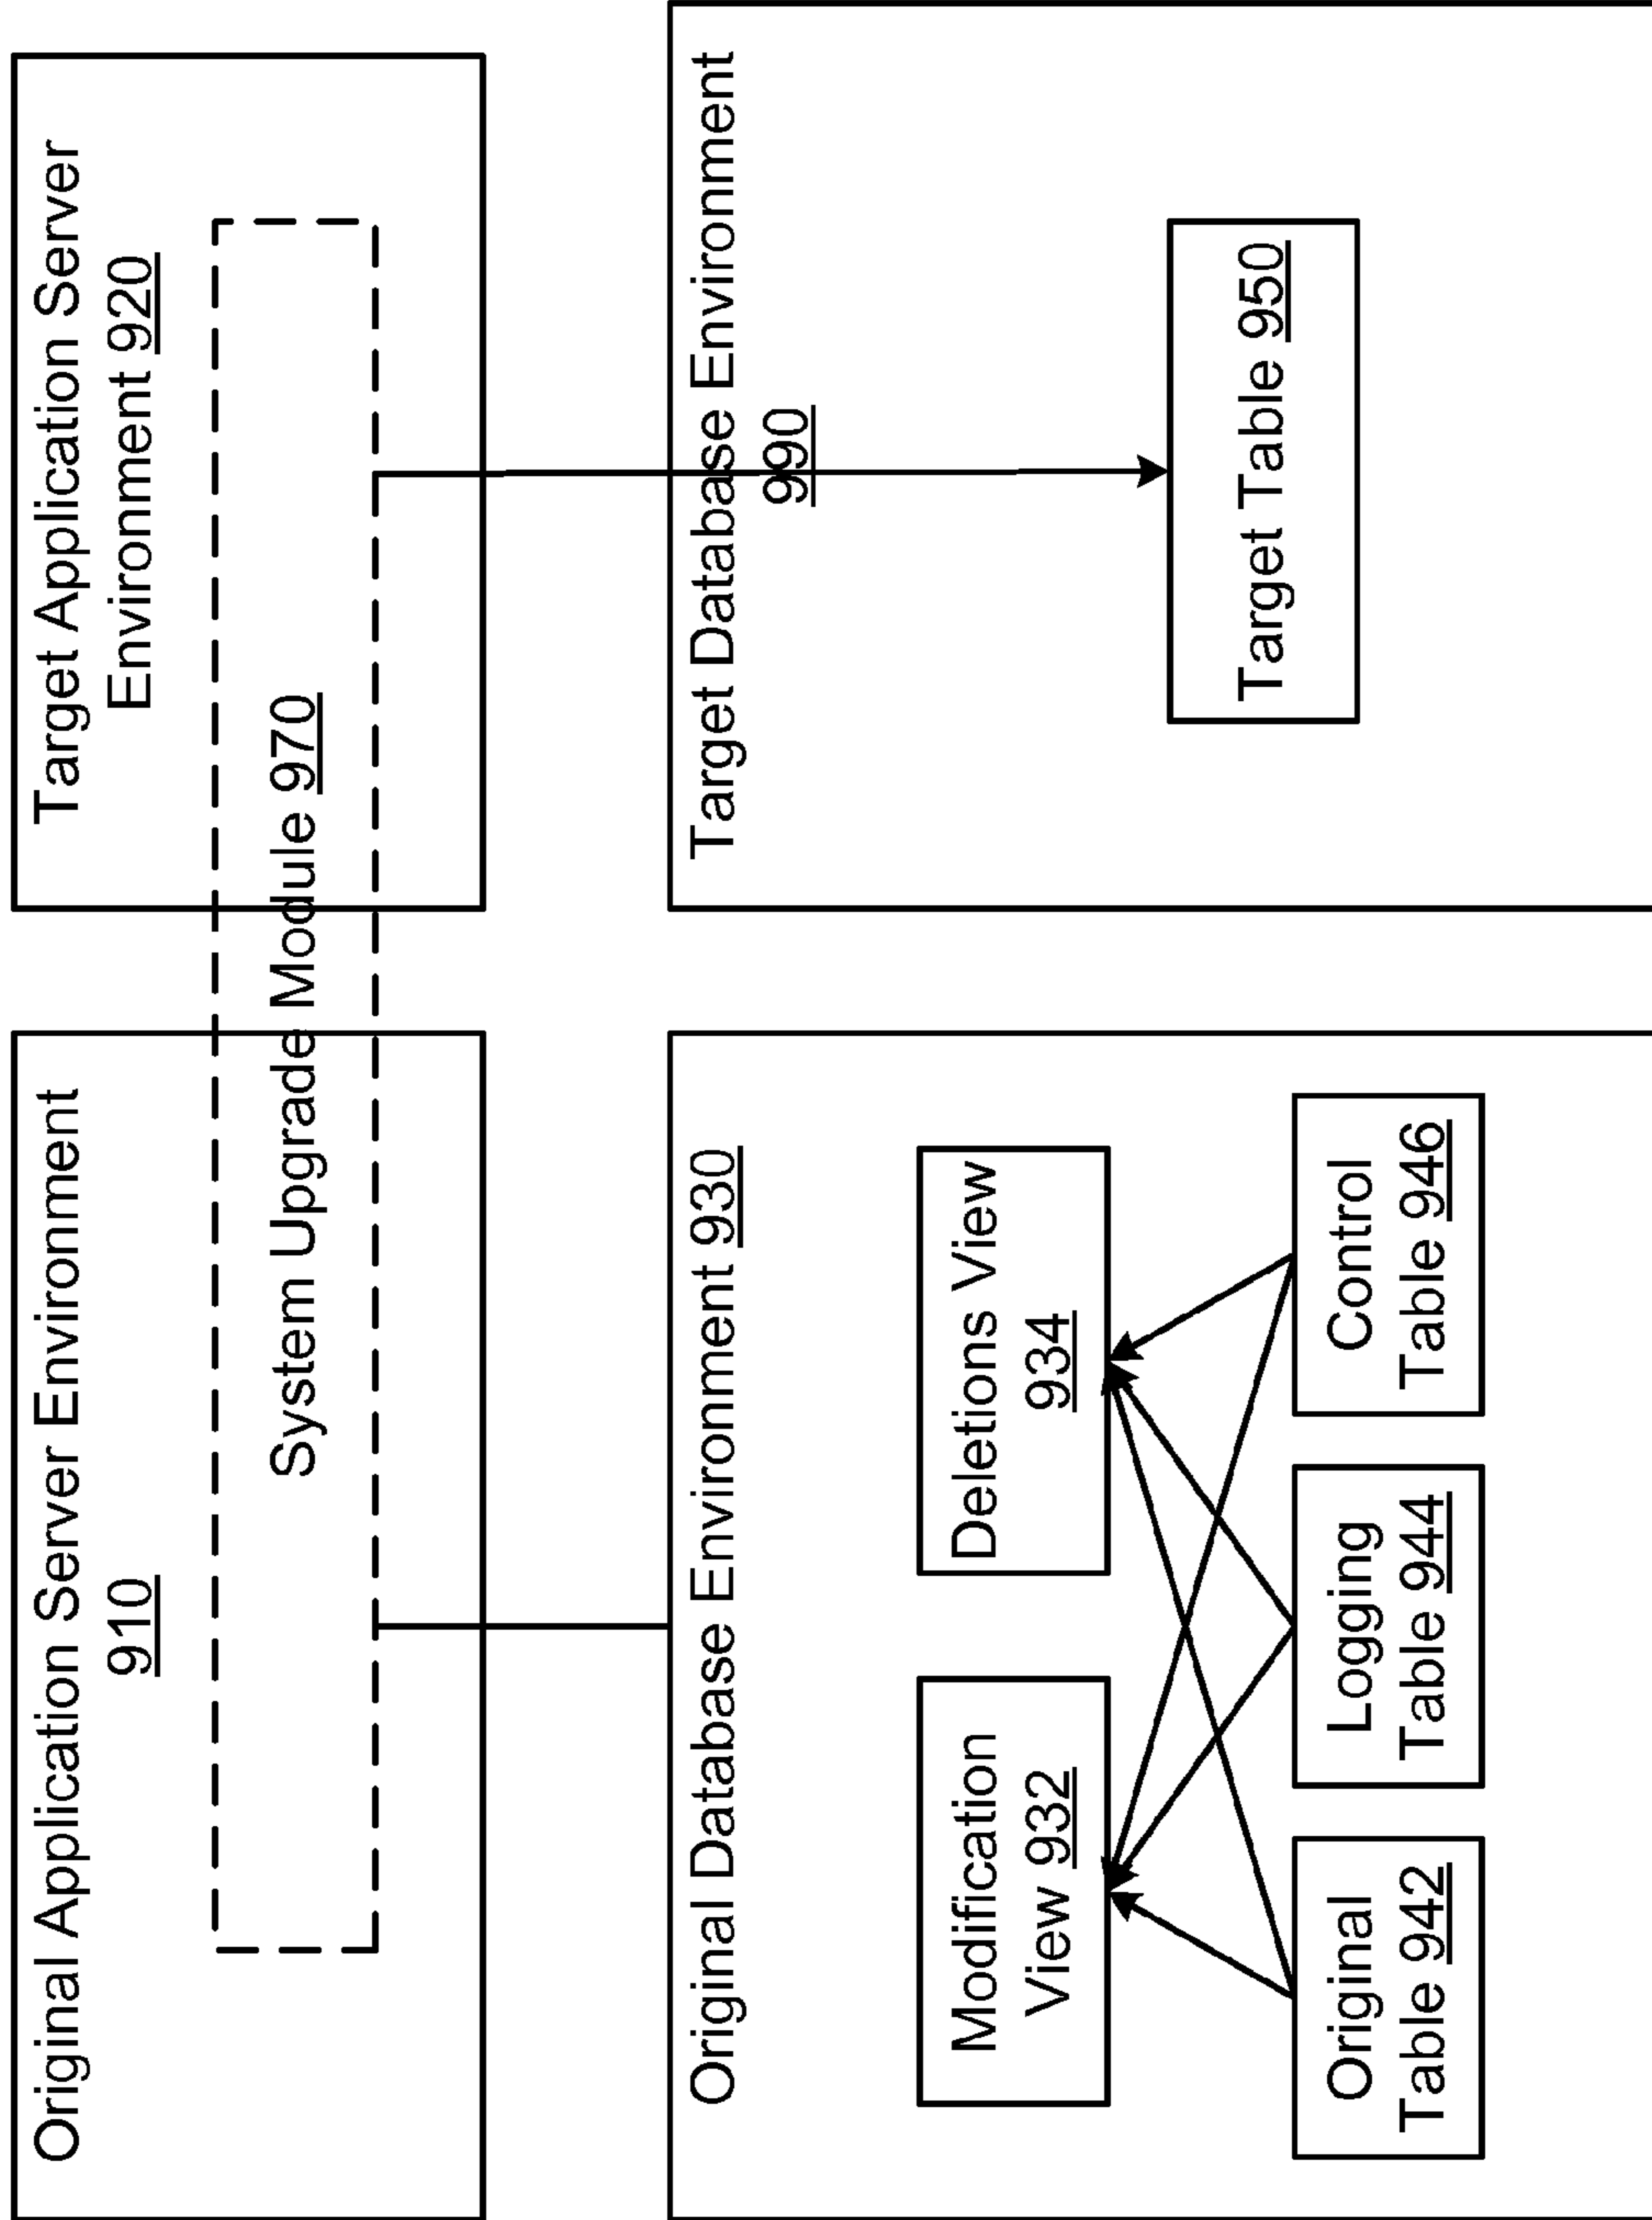 Original Application Server Environment
910
Target Application Server
Environment 920
System Upgrade Module 970
Original Database Environment 930
Target Database Environment
990
Modification
View 932
Deletions View
934
Original
Table 942
Logging
Table 944
Control
Table 946
Target Table 950